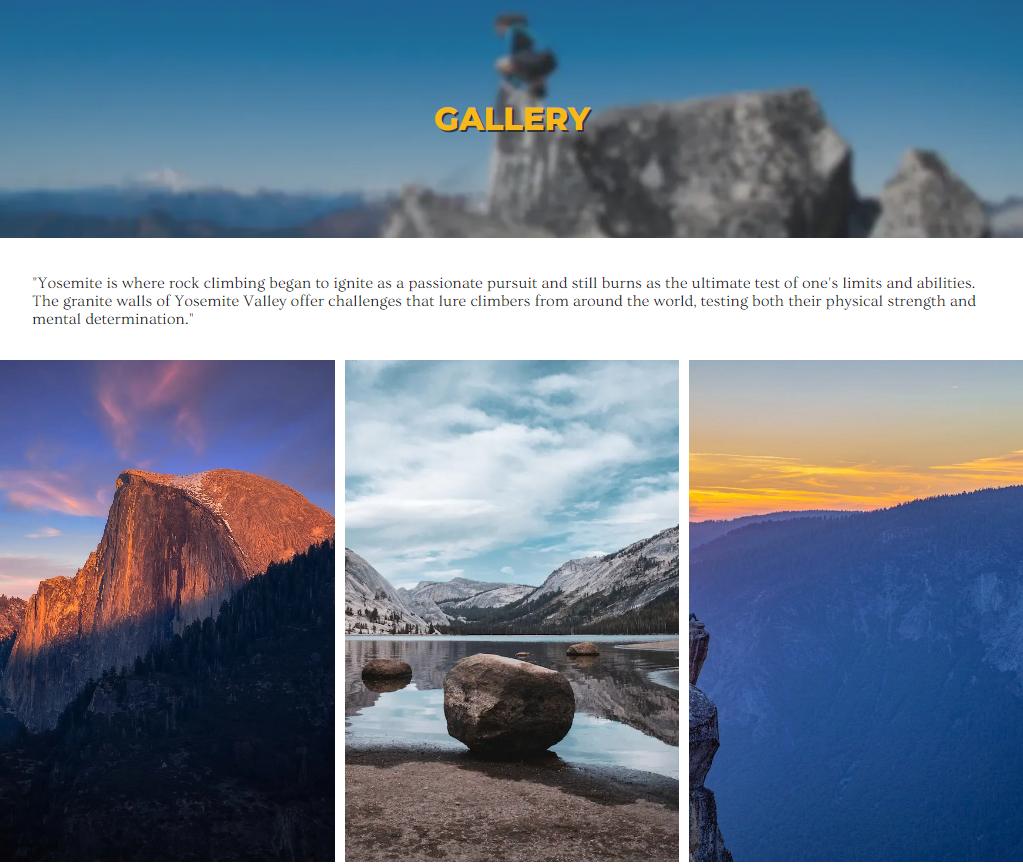 GALLERY
"Yosemite is where rock climbing began to ignite as a passionate pursuit and still burns as the ultimate test of one's limits and abilities.
The granite walls of Yosemite Valley offer challenges that lure climbers from around the world, testing both their physical strength and
mental determination."